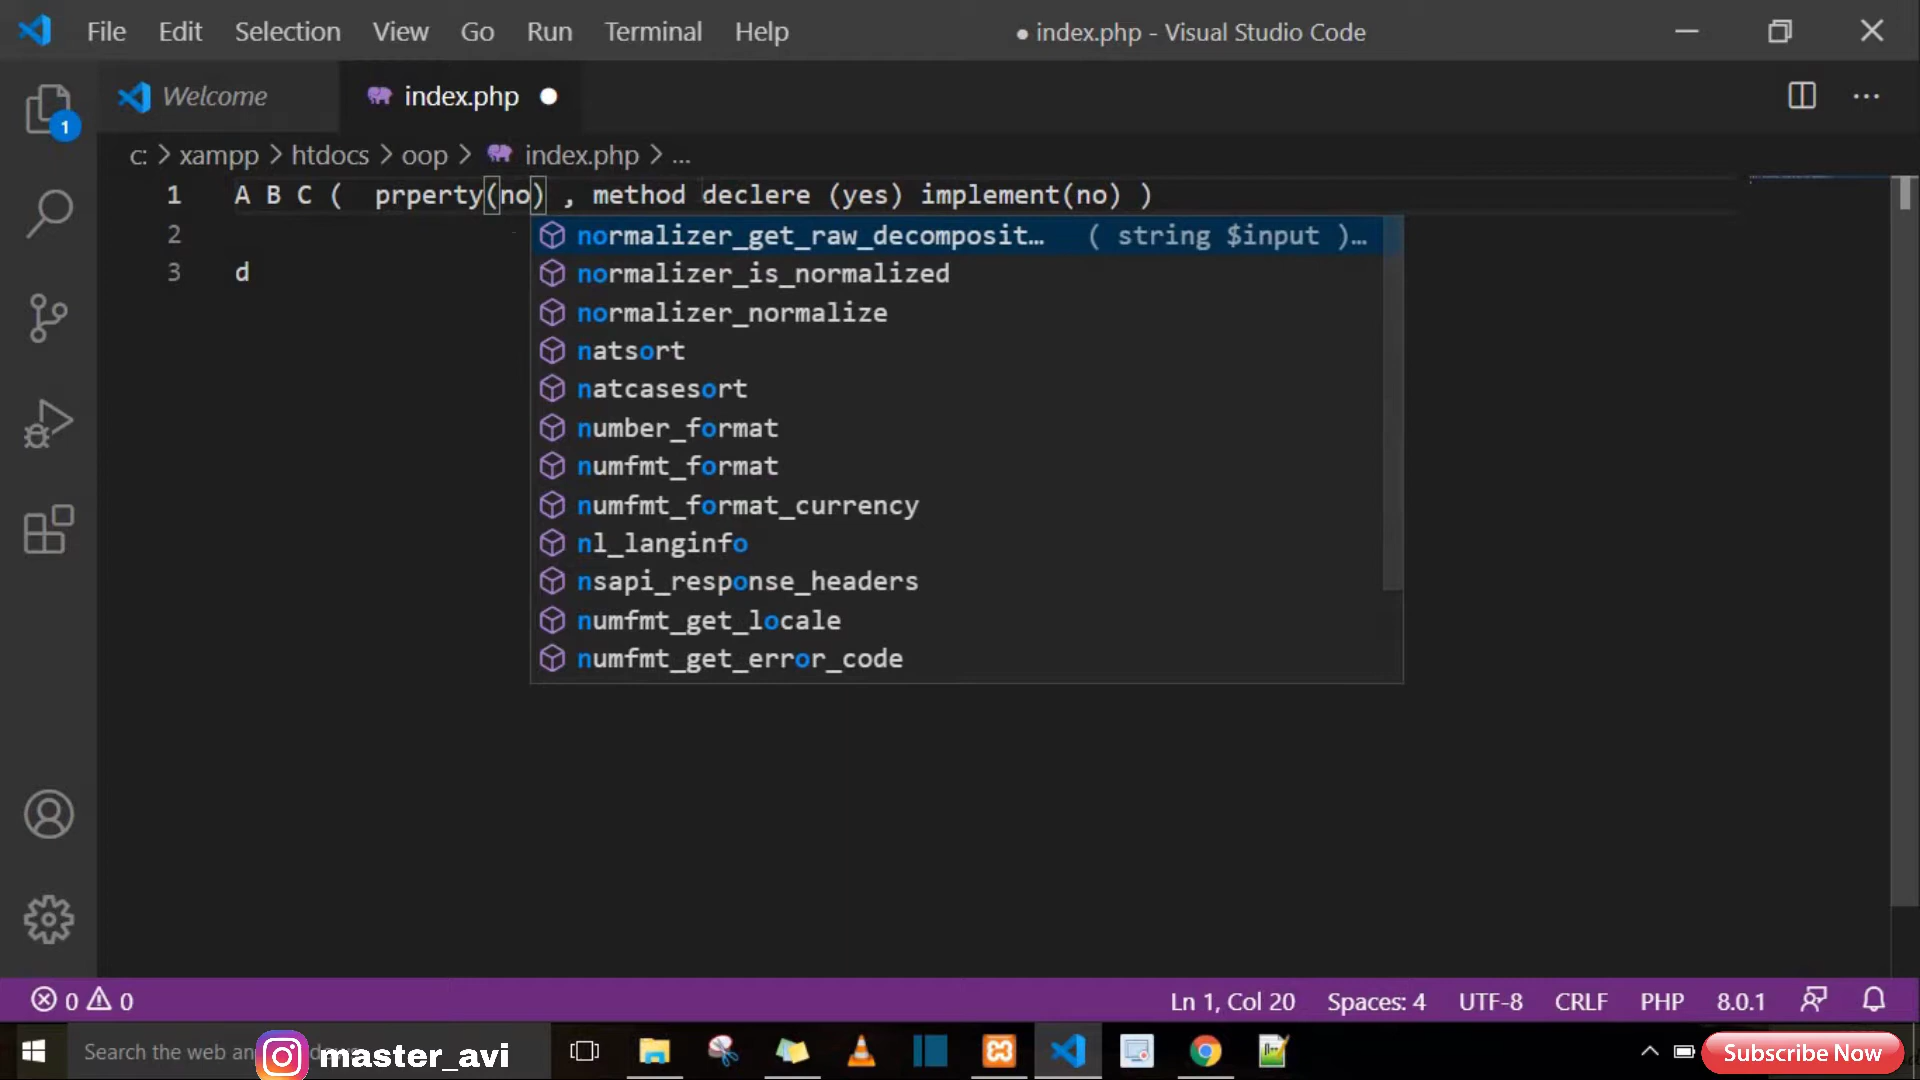 File Edit Selection View Go Run Terminal Help
● index.php - Visual Studio Code
1
Welcome
index.php
c: > xampp > htdocs > oop > index.php > ...
1 A B C (  prperty(no) , method declere (yes) implement(no) )
2
3 d
normalizer_get_raw_decomposit… ( string $input )…
normalizer_is_normalized
normalizer_normalize
natsort
natcasesort
number_format
numfmt_format
numfmt_format_currency
nl_langinfo
nsapi_response_headers
numfmt_get_locale
numfmt_get_error_code
0 0
Ln 1, Col 20 Spaces: 4 UTF-8 CRLF PHP 8.0.1
Search the web an
master_avi
Subscribe Now